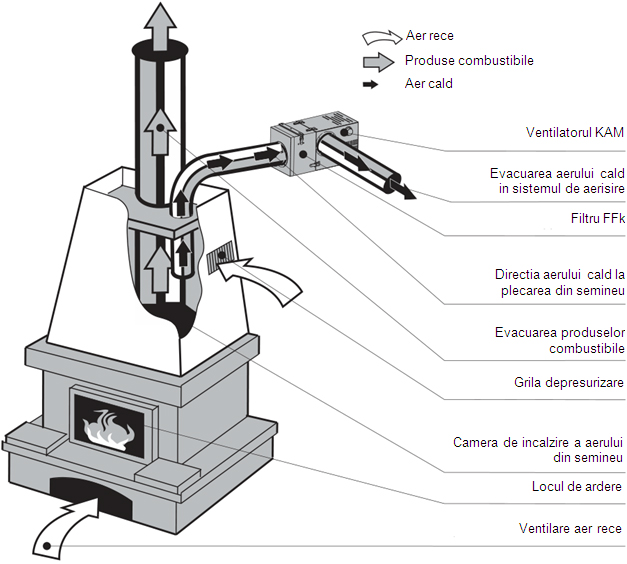 Aer rece
Produse combustibile
Aer cald
Ventilatorul KAM
Evacuarea aerului cald
in sistemul de aerisire
Filtru FFk
Directia aerului cald la
plecarea din semineu
Evacuarea produselor
combustibile
Grila depresurizare
Camera de incalzire a aerului
din semineu
Locul de ardere
Ventilare aer rece